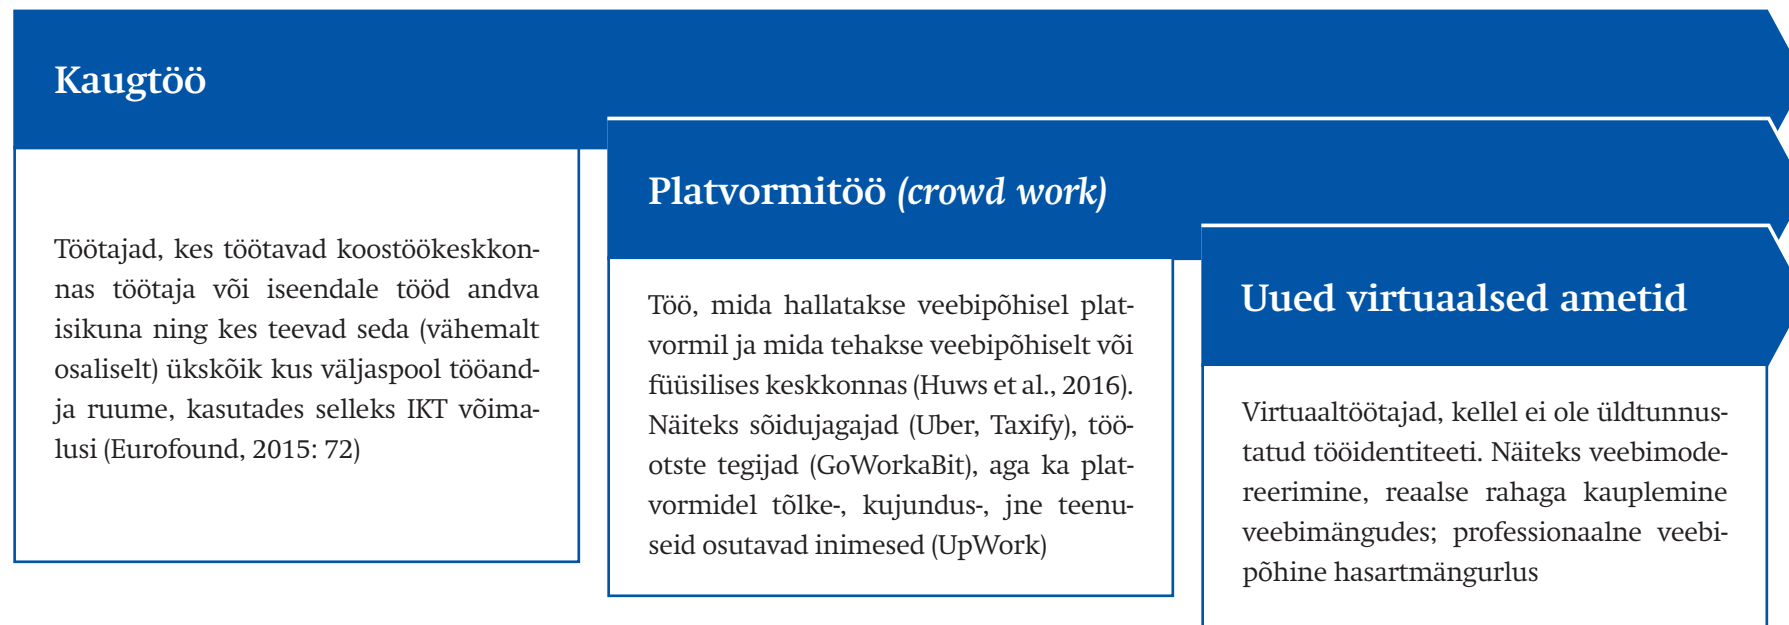 Kaugtöö
Töötajad, kes töötavad koostöökeskkon-
nas töötaja või iseendale tööd andva
isikuna ning kes teevad seda (vähemalt
osaliselt) ükskõik kus väljaspool tööand-
ja ruume, kasutades selleks IKT võima-
lusi (Eurofound, 2015: 72)
Platvormitöö (crowd work)
Töö, mida hallatakse veebipõhisel plat-
vormil ja mida tehakse veebipõhiselt või
füüsilises keskkonnas (Huws et al., 2016).
Näiteks sõidujagajad (Uber, Taxify), töö-
otste tegijad (GoWorkaBit), aga ka plat-
vormidel tõlke-, kujundus-, jne teenu-
seid osutavad inimesed (UpWork)
Uued virtuaalsed ametid
Virtuaaltöötajad, kellel ei ole üldtunnus-
tatud tööidentiteeti. Näiteks veebimode-
reerimine, reaalse rahaga kauplemine
veebimängudes; professionaalne veebi-
põhine hasartmängurlus